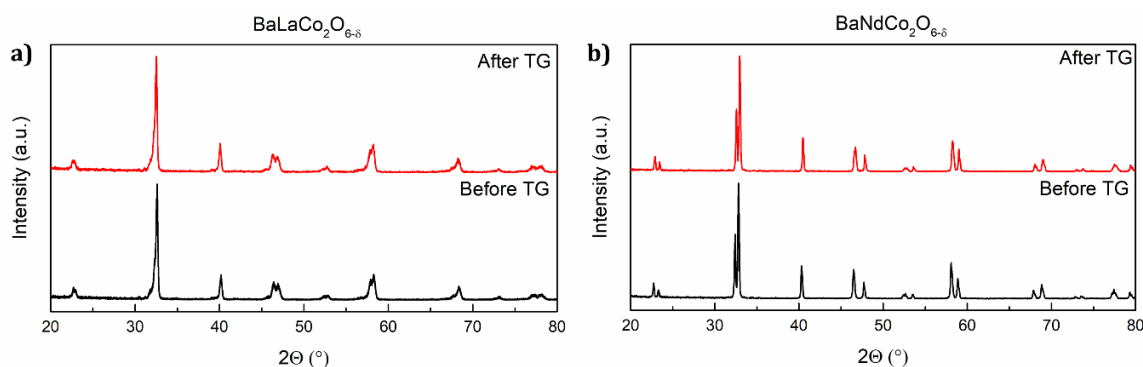 BaLaCo₂O₆₋δ
a)
After TG
Before TG
Intensity (a.u.)
20 30 40 50 60 70 80
2Θ (°)
BaNdCo₂O₆₋δ
b)
After TG
Before TG
Intensity (a.u.)
20 30 40 50 60 70 80
2Θ (°)